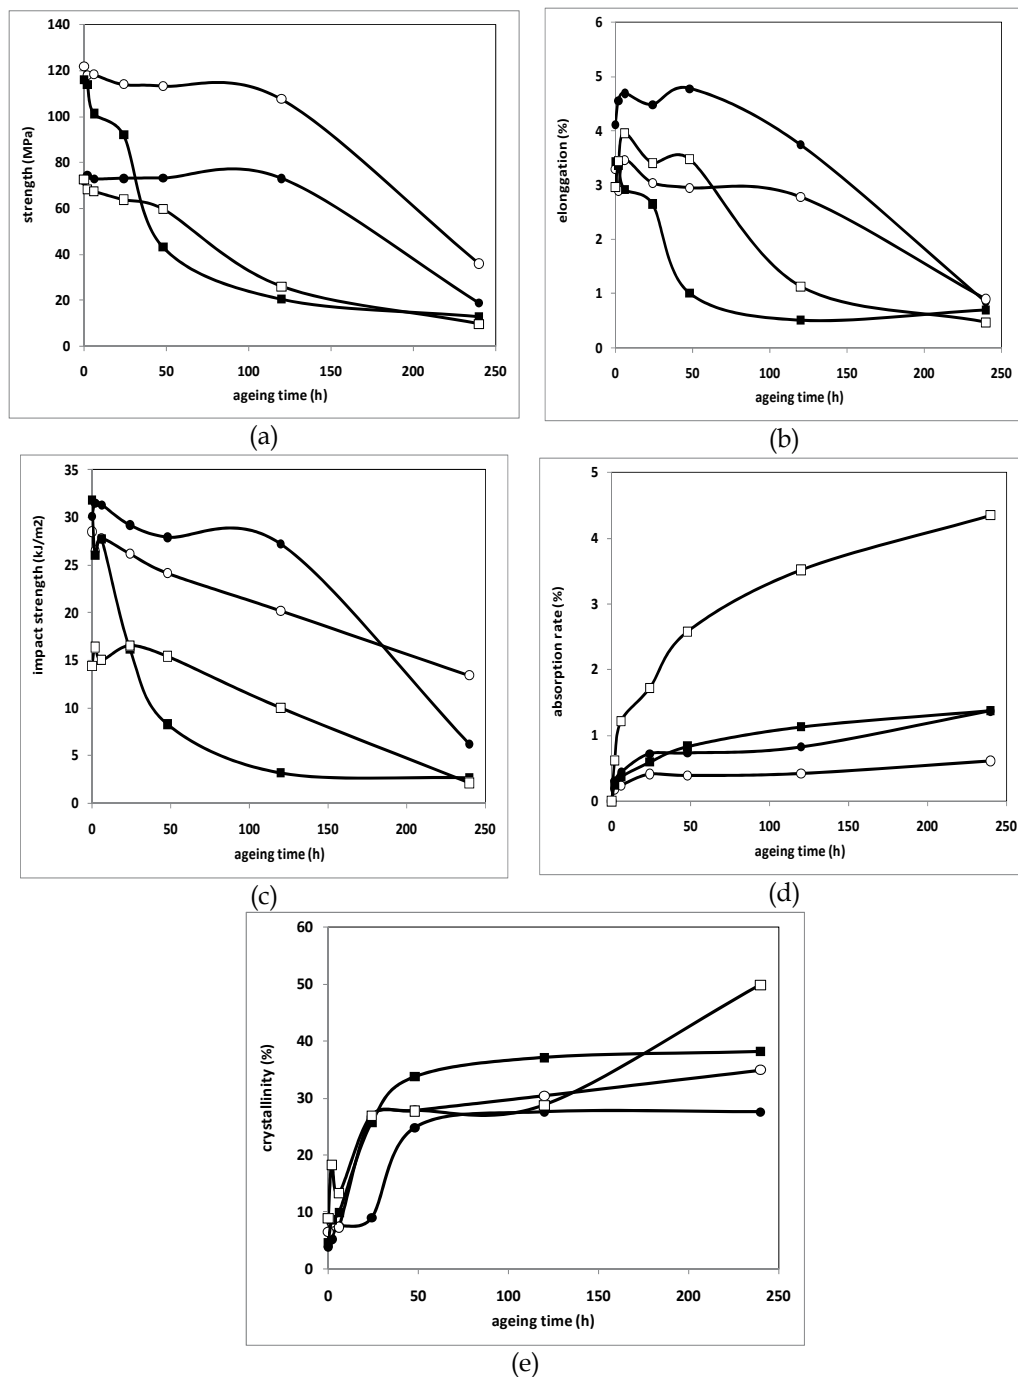 140
120
100
80
60
40
20
0
strength (MPa)
0 50 100 150 200 250
ageing time (h)
(a)
6
5
4
3
2
1
0
elonggation (%)
0 50 100 150 200 250
ageing time (h)
(b)
35
30
25
20
15
10
5
0
impact strength (kJ/m2)
0 50 100 150 200 250
ageing time (h)
(c)
5
4
3
2
1
0
absorption rate (%)
0 50 100 150 200 250
ageing time (h)
(d)
60
50
40
30
20
10
0
crystallinity (%)
0 50 100 150 200 250
ageing time (h)
(e)